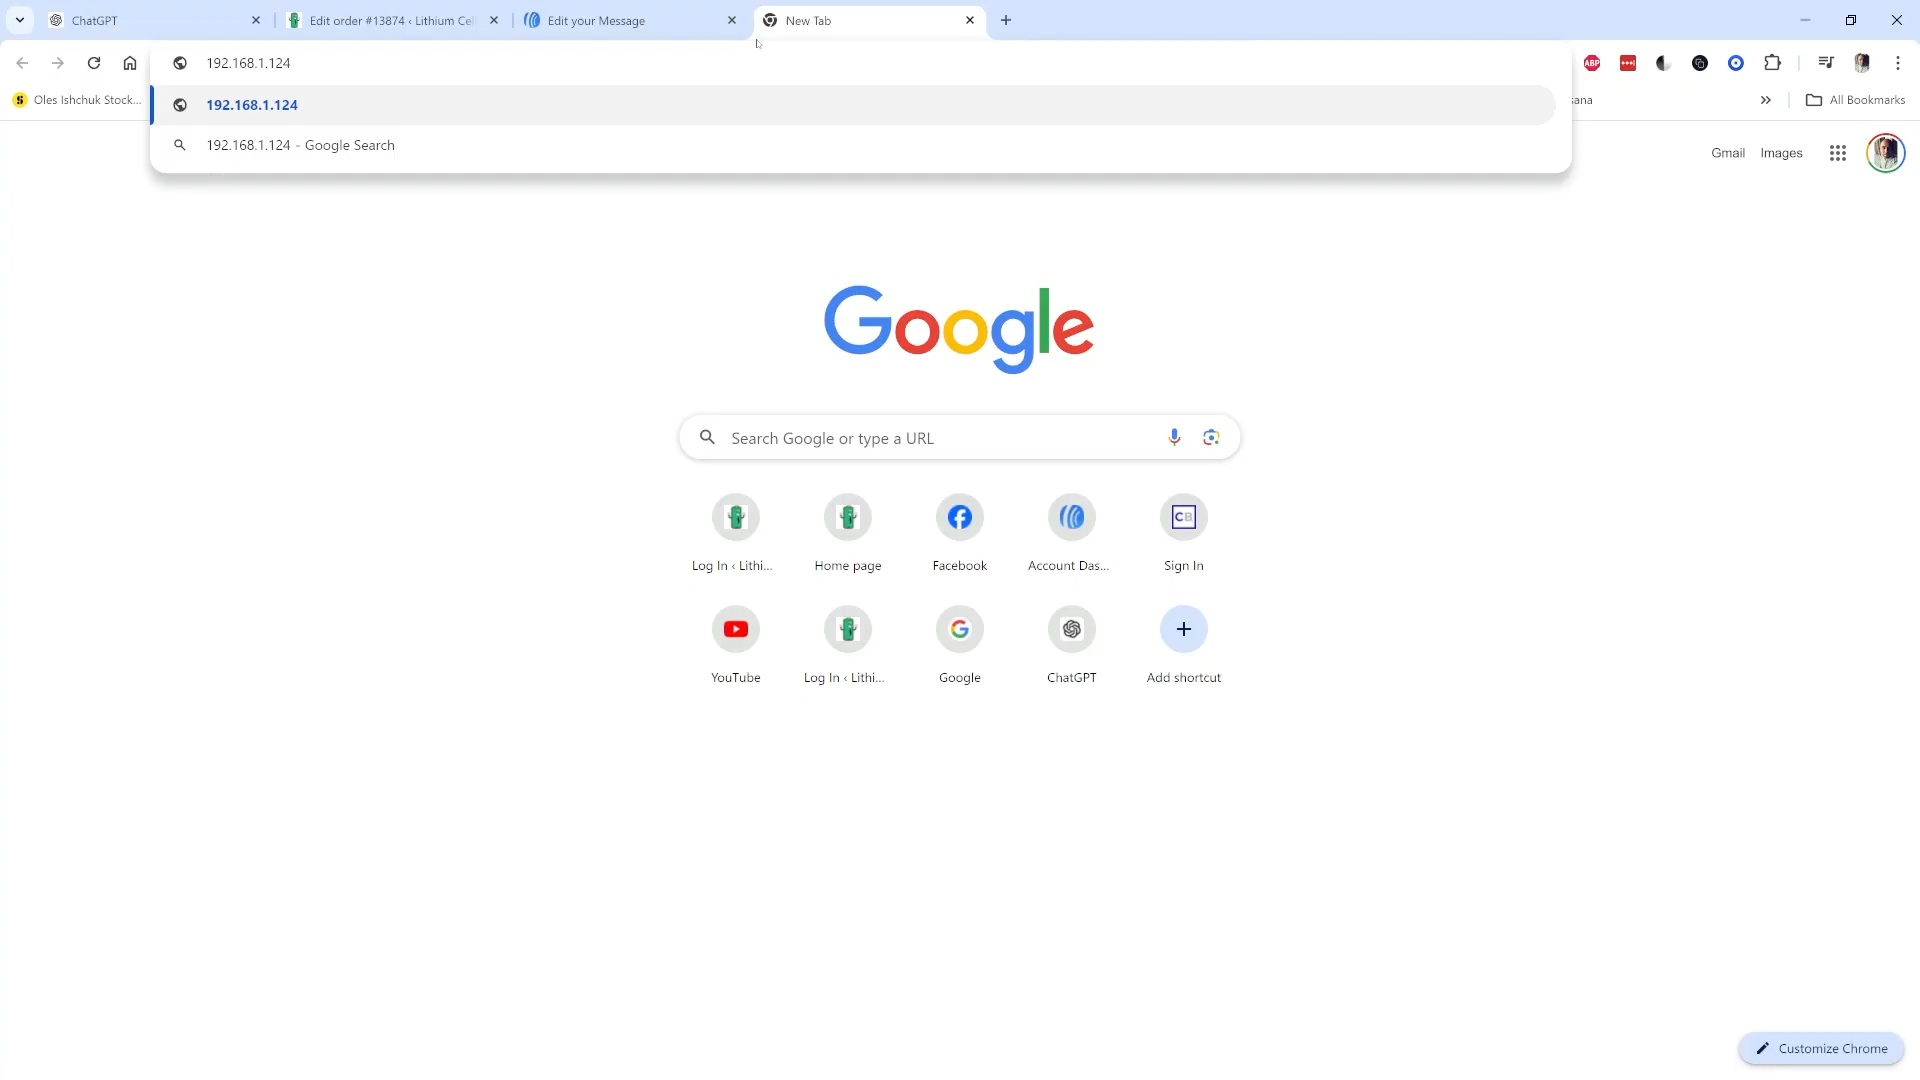 ChatGPT
Edit order #13874 ‹ Lithium Cel
Edit your Message
New Tab
192.168.1.124
ABP
Oles Ishchuk Stock...
192.168.1.124
sana
All Bookmarks
192.168.1.124 - Google Search
Gmail
Images
Google
Search Google or type a URL
CB
Log In ‹ Lithi...
Home page
Facebook
Account Das...
Sign In
YouTube
Log In ‹ Lithi...
Google
ChatGPT
Add shortcut
Customize Chrome